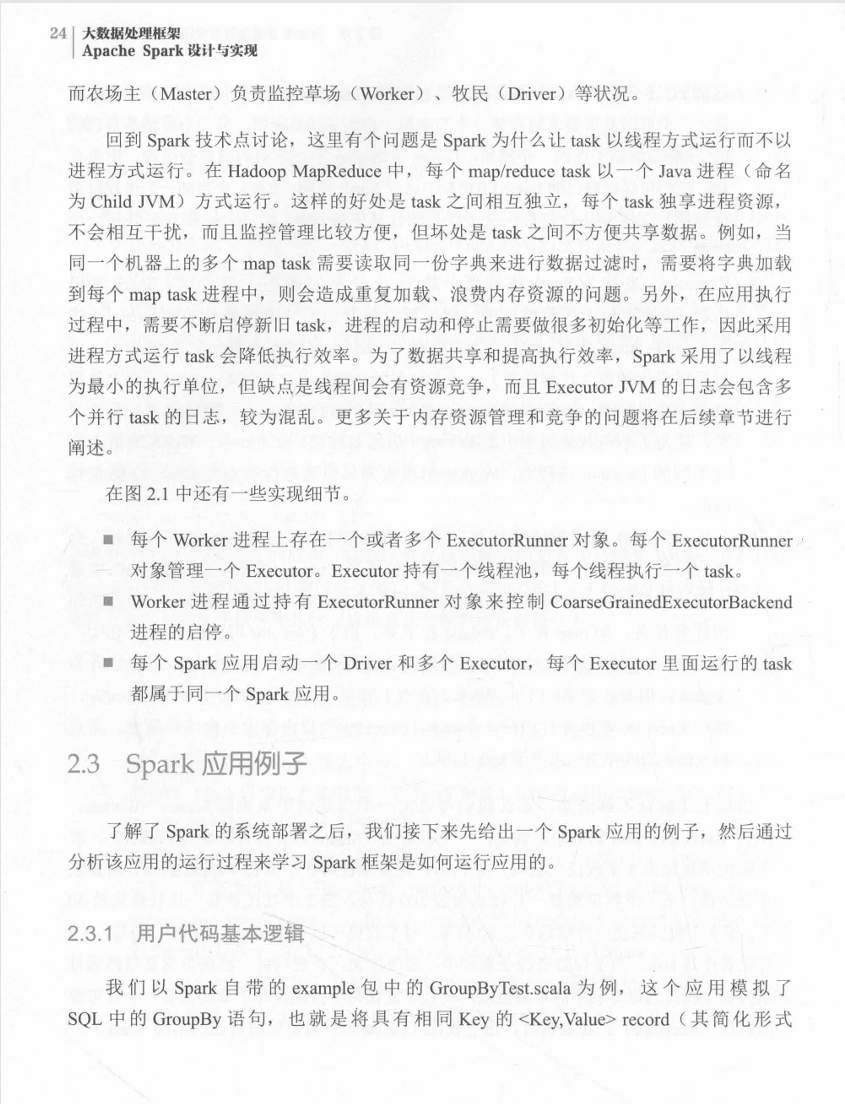 24 大数据处理框架
Apache Spark 设计与实现
而农场主（Master）负责监控草场（Worker）、牧民（Driver）等状况。
回到 Spark 技术点讨论，这里有个问题是 Spark 为什么让 task 以线程方式运行而不以
进程方式运行。在 Hadoop MapReduce 中，每个 map/reduce task 以一个 Java 进程（命名
为 Child JVM）方式运行。这样的好处是 task 之间相互独立，每个 task 独享进程资源，
不会相互干扰，而且监控管理比较方便，但坏处是 task 之间不方便共享数据。例如，当
同一个机器上的多个 map task 需要读取同一份字典来进行数据过滤时，需要将字典加载
到每个 map task 进程中，则会造成重复加载、浪费内存资源的问题。另外，在应用执行
过程中，需要不断启停新旧 task，进程的启动和停止需要做很多初始化等工作，因此采用
进程方式运行 task 会降低执行效率。为了数据共享和提高执行效率，Spark 采用了以线程
为最小的执行单位，但缺点是线程间会有资源竞争，而且 Executor JVM 的日志会包含多
个并行 task 的日志，较为混乱。更多关于内存资源管理和竞争的问题将在后续章节进行
阐述。
在图 2.1 中还有一些实现细节。
■ 每个 Worker 进程上存在一个或者多个 ExecutorRunner 对象。每个 ExecutorRunner
对象管理一个 Executor。Executor 持有一个线程池，每个线程执行一个 task。
■ Worker 进程通过持有 ExecutorRunner 对象来控制 CoarseGrainedExecutorBackend
进程的启停。
■ 每个 Spark 应用启动一个 Driver 和多个 Executor，每个 Executor 里面运行的 task
都属于同一个 Spark 应用。
2.3 Spark 应用例子
了解了 Spark 的系统部署之后，我们接下来先给出一个 Spark 应用的例子，然后通过
分析该应用的运行过程来学习 Spark 框架是如何运行应用的。
2.3.1 用户代码基本逻辑
我们以 Spark 自带的 example 包中的 GroupByTest.scala 为例，这个应用模拟了
SQL 中的 GroupBy 语句，也就是将具有相同 Key 的 <Key,Value> record（其简化形式